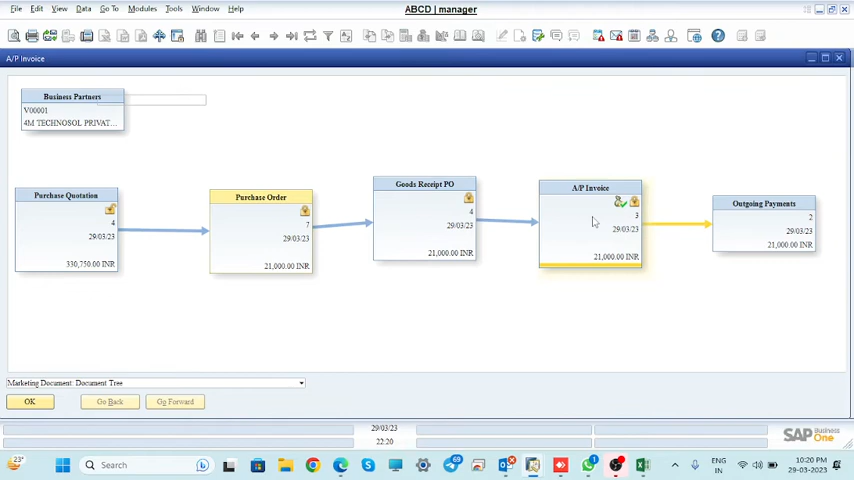 File Edit View Data Go To Modules Tools Window Help
ABCD | manager
A/P Invoice
Business Partners
V00001
4M TECHNOSOL PRIVAT...
Purchase Quotation
4
29/03/23
330,750.00 INR
Purchase Order
7
29/03/23
21,000.00 INR
Goods Receipt PO
4
29/03/23
21,000.00 INR
A/P Invoice
3
29/03/23
21,000.00 INR
Outgoing Payments
2
29/03/23
21,000.00 INR
Marketing Document: Document Tree
OK
Go Back
Go Forward
29/03/23
22:20
SAP Business One
23°
Search
69
1
ENG
IN
10:20 PM
29-03-2023